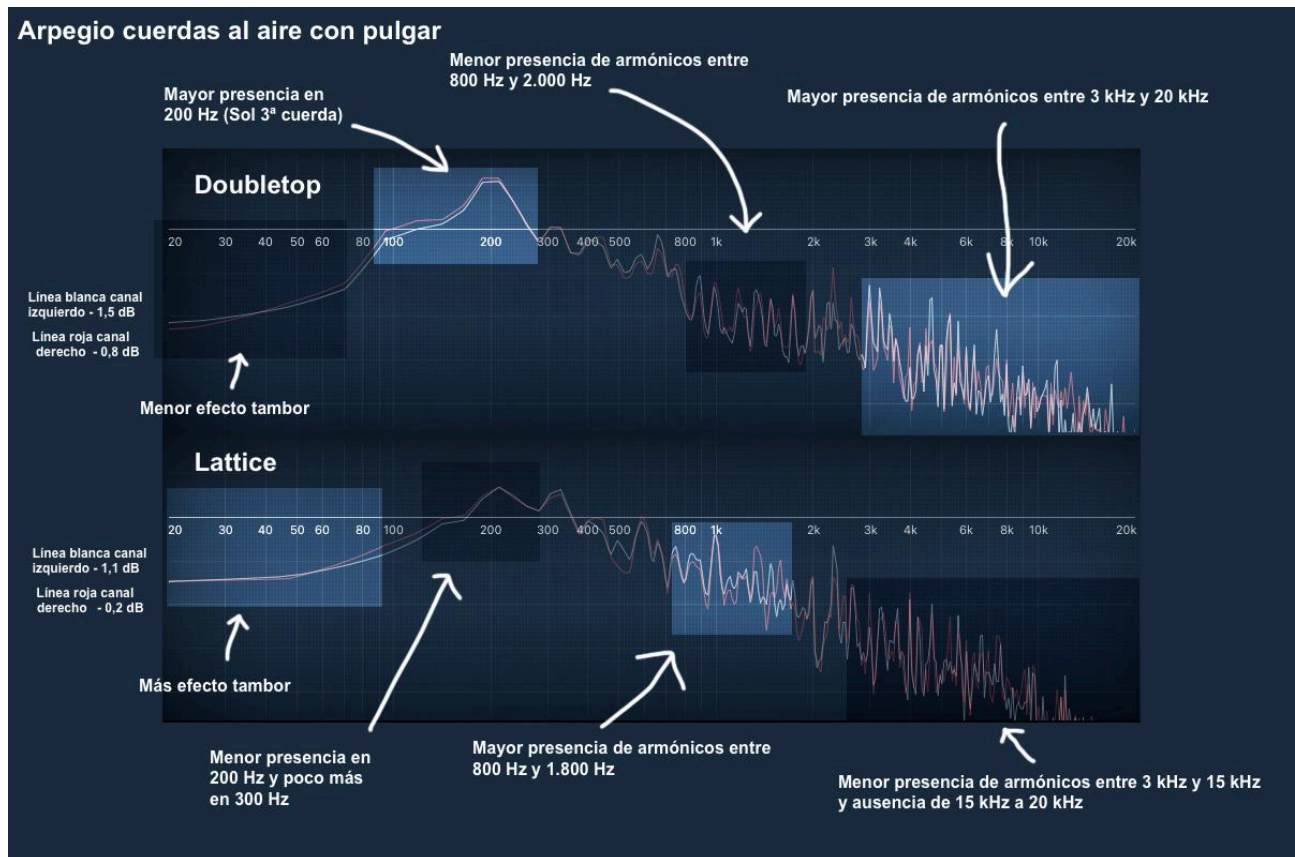 Arpegio cuerdas al aire con pulgar
Menor presencia de armónicos entre
800 Hz y 2.000 Hz
Mayor presencia en
200 Hz (Sol 3ª cuerda)
Mayor presencia de armónicos entre 3 kHz y 20 kHz
Doubletop
20 30 40 50 60 80 100 200 300 400 500 800 1k 2k 3k 4k 6k 8k 10k 20k
Línea blanca canal
izquierdo - 1,5 dB
Línea roja canal
derecho - 0,8 dB
Menor efecto tambor
Lattice
20 30 40 50 60 80 100 200 300 400 500 800 1k 2k 3k 4k 6k 8k 10k 20k
Línea blanca canal
izquierdo - 1,1 dB
Línea roja canal
derecho - 0,2 dB
Más efecto tambor
Menor presencia en
200 Hz y poco más
en 300 Hz
Mayor presencia de armónicos entre
800 Hz y 1.800 Hz
Menor presencia de armónicos entre 3 kHz y 15 kHz
y ausencia de 15 kHz a 20 kHz